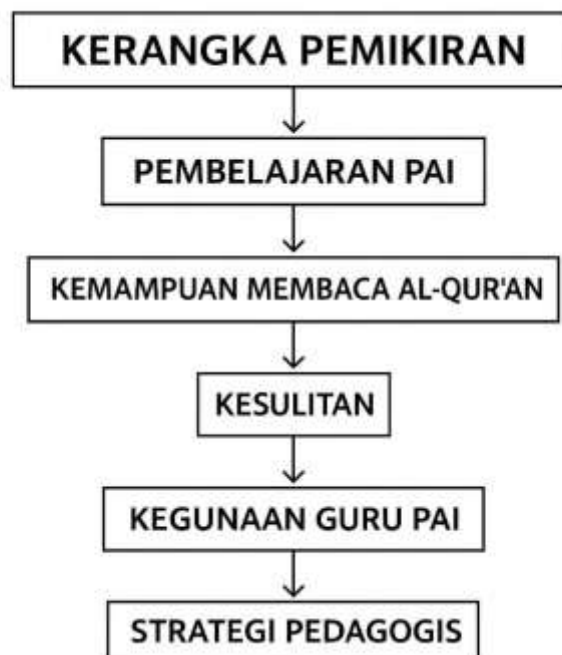 KERANGKA PEMIKIRAN
PEMBELAJARAN PAI
KEMAMPUAN MEMBACA AL-QUR'AN
KESULITAN
KEGUNAAN GURU PAI
STRATEGI PEDAGOGIS